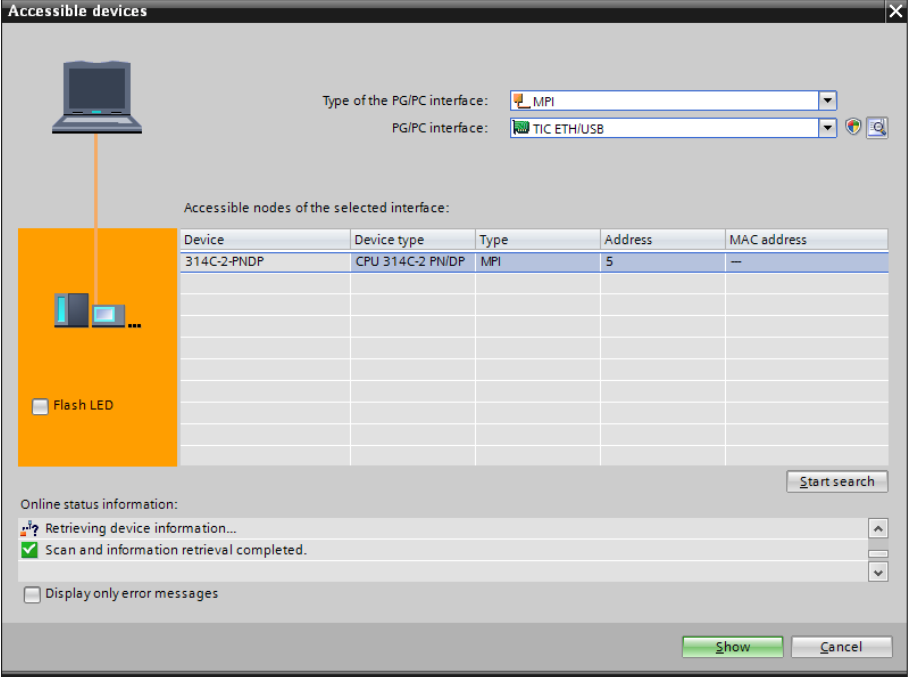 Accessible devices
Type of the PG/PC interface: MPI
PG/PC interface: TIC ETH/USB
Accessible nodes of the selected interface:
Device Device type Type Address MAC address
314C-2-PNDP CPU 314C-2 PN/DP MPI 5 —
Flash LED
Start search
Online status information:
Retrieving device information...
Scan and information retrieval completed.
Display only error messages
Show Cancel